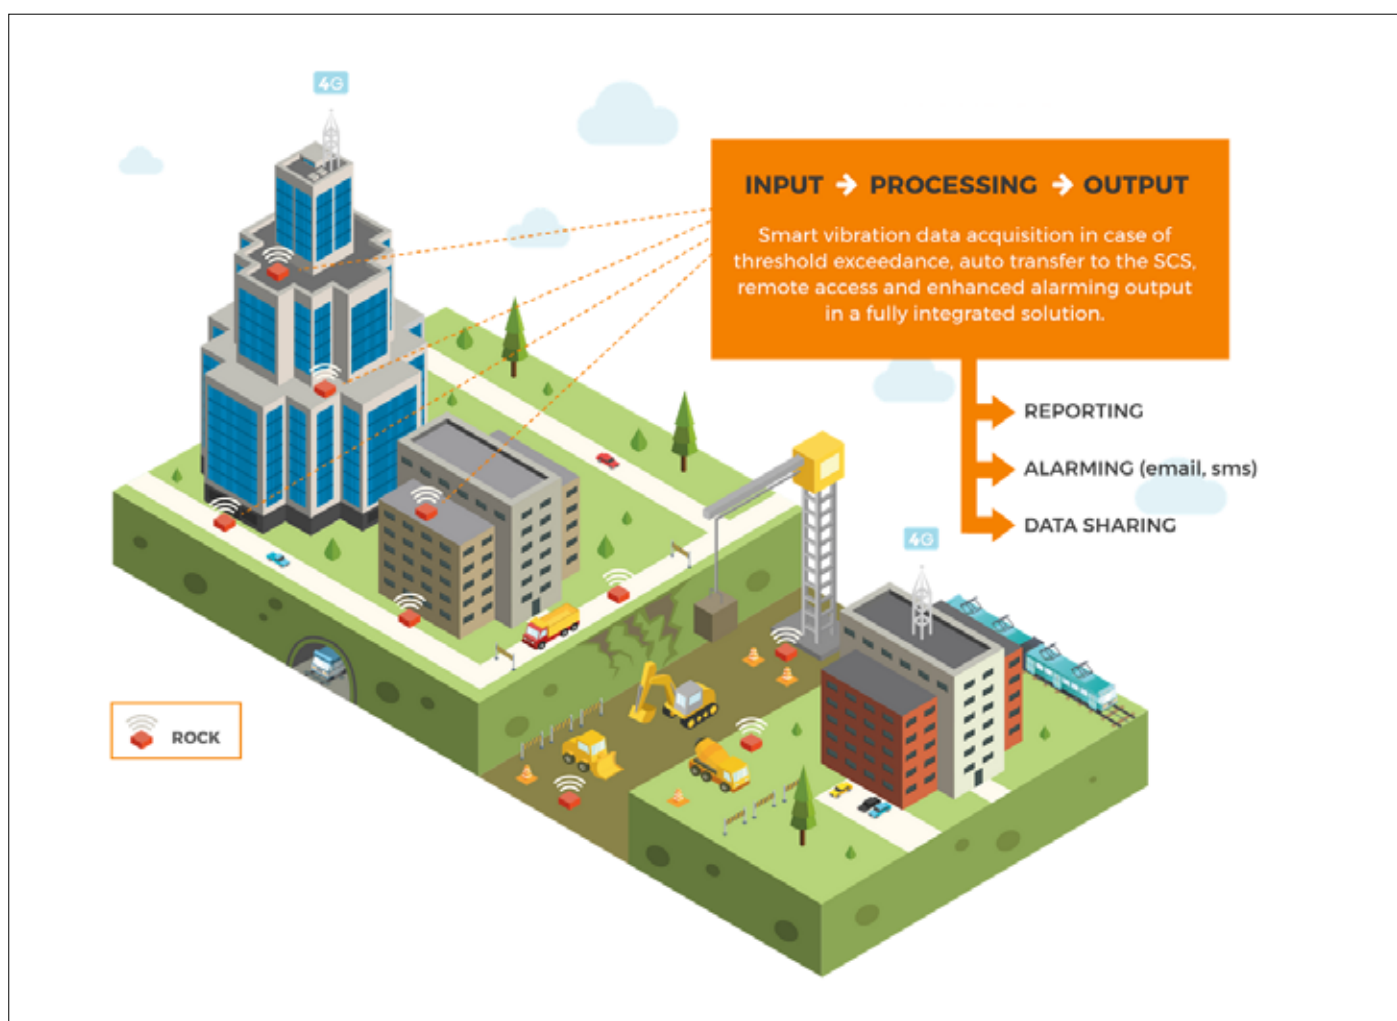 4G
INPUT → PROCESSING → OUTPUT
Smart vibration data acquisition in case of
threshold exceedance, auto transfer to the SCS,
remote access and enhanced alarming output
in a fully integrated solution.
REPORTING
ALARMING (email, sms)
DATA SHARING
4G
ROCK